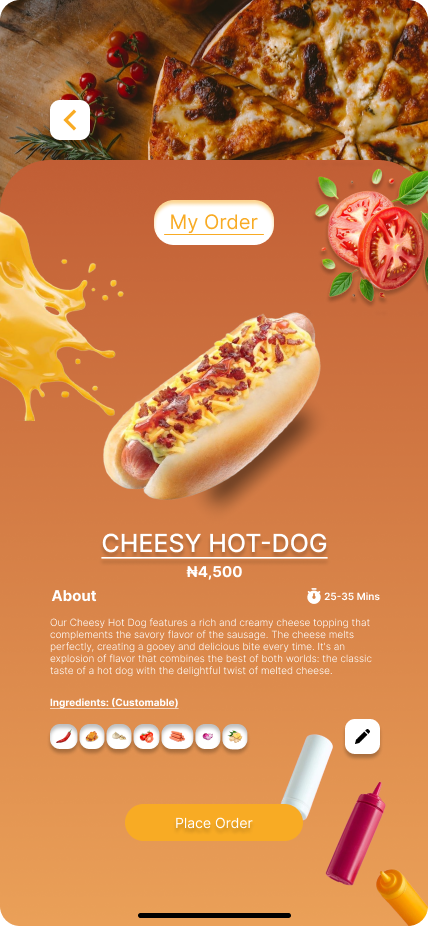 My Order
CHEESY HOT-DOG
₦4,500
About
25-35 Mins
Our Cheesy Hot Dog features a rich and creamy cheese topping that
complements the savory flavor of the sausage. The cheese melts
perfectly, creating a gooey and delicious bite every time. It's an
explosion of flavor that combines the best of both worlds: the classic
taste of a hot dog with the delightful twist of melted cheese.
Ingredients: (Customable)
Place Order